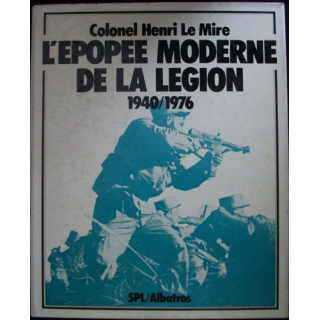 Colonel Henri Le Mire
L'EPOPEE MODERNE
DE LA LEGION
1940/1976
SPL/Albatros